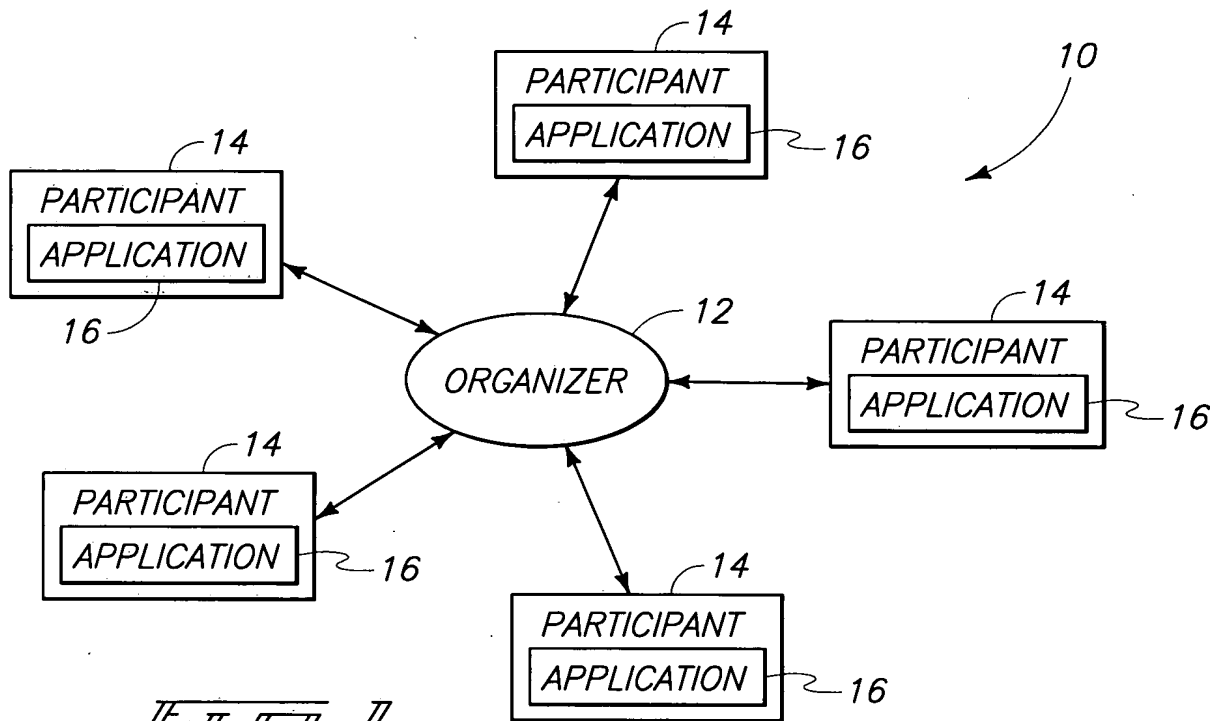 14
PARTICIPANT
APPLICATION
16
10
14
PARTICIPANT
APPLICATION
16
12
ORGANIZER
14
PARTICIPANT
APPLICATION
16
14
PARTICIPANT
APPLICATION
16
14
PARTICIPANT
APPLICATION
16